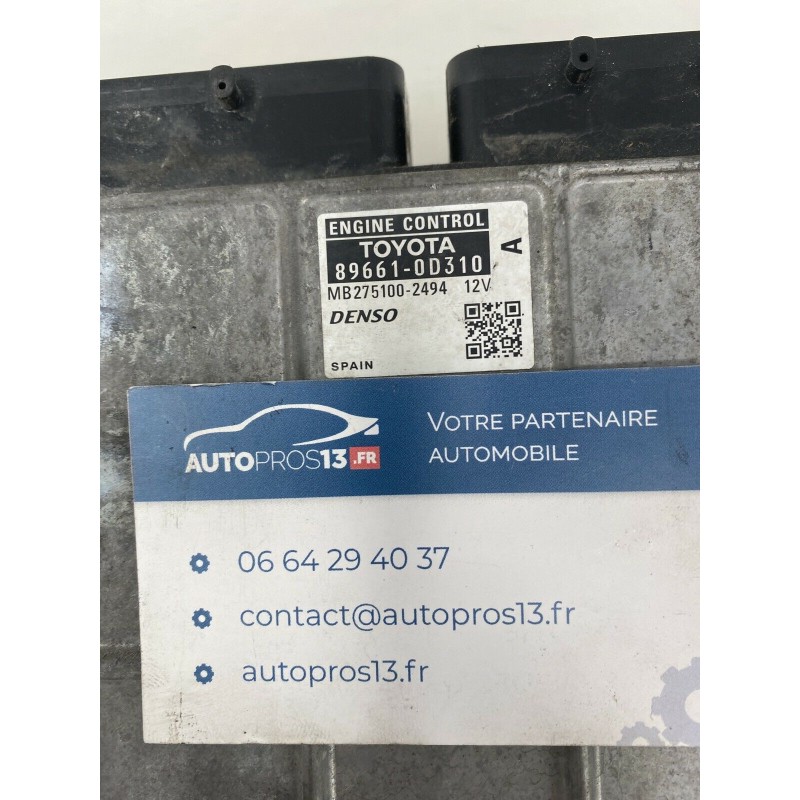 ENGINE CONTROL
TOYOTA
89661-0D310
A
MB275100-2494 12V
DENSO
SPAIN
AUTOPROS13.FR
VOTRE PARTENAIRE
AUTOMOBILE
06 64 29 40 37
contact@autopros13.fr
autopros13.fr